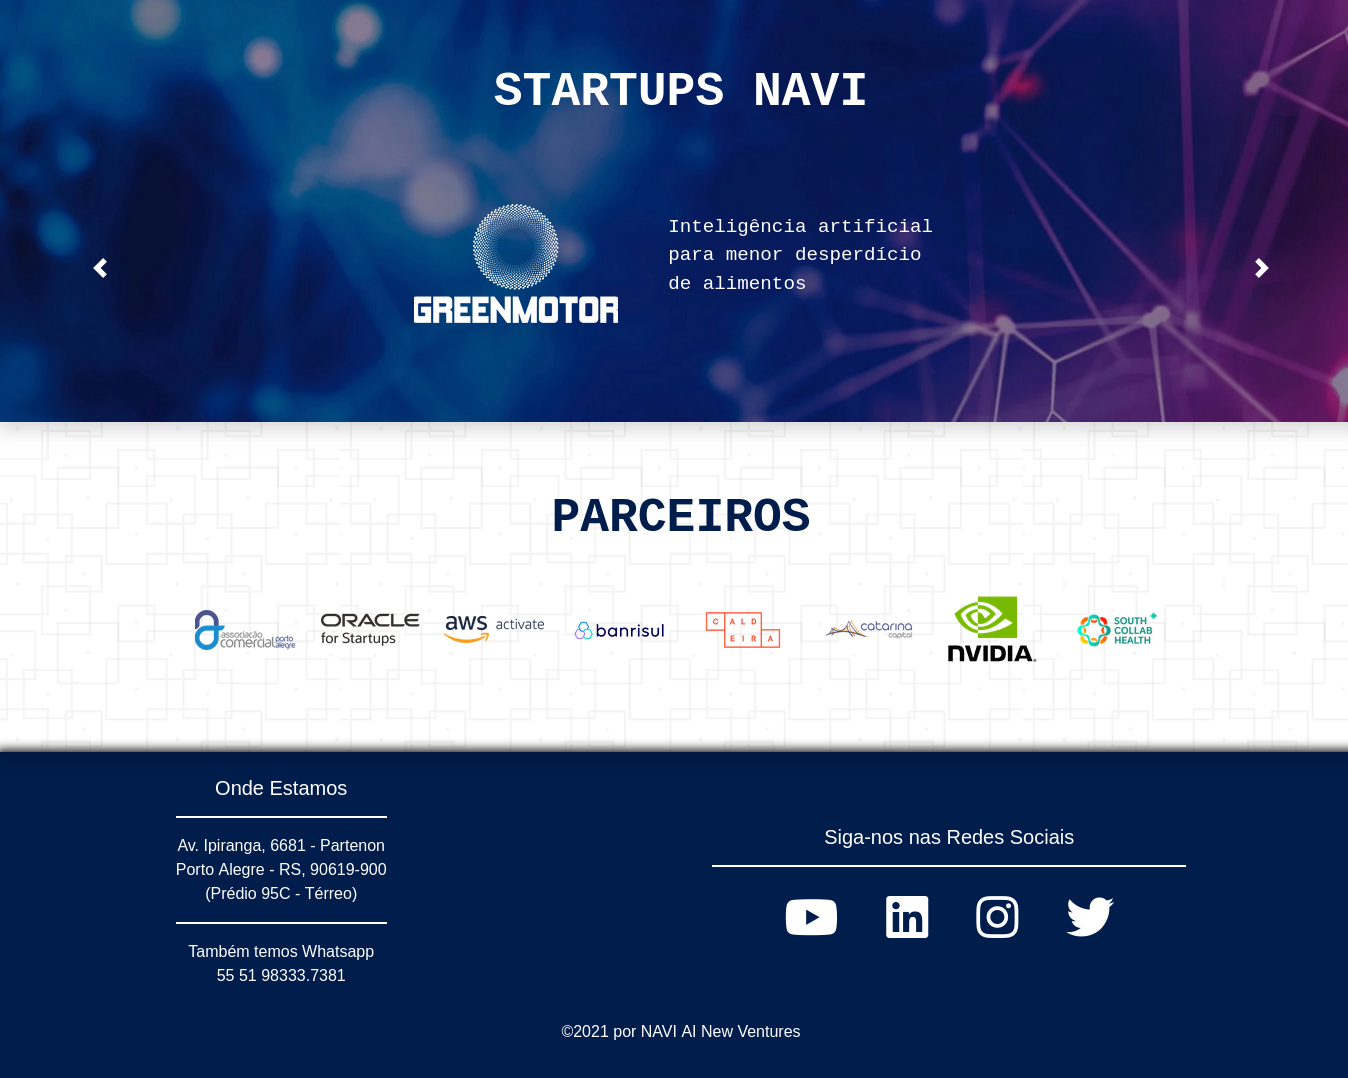 STARTUPS NAVI
GREENMOTOR
Inteligência artificial
para menor desperdício
de alimentos
PARCEIROS
associação
comercial
porto
alegre
ORACLE
for Startups
aws activate
banrisul
CALD
EIRA
catarina
capital
NVIDIA
SOUTH
COLLAB
HEALTH
Onde Estamos
Av. Ipiranga, 6681 - Partenon
Porto Alegre - RS, 90619-900
(Prédio 95C - Térreo)
Também temos Whatsapp
55 51 98333.7381
Siga-nos nas Redes Sociais
©2021 por NAVI AI New Ventures